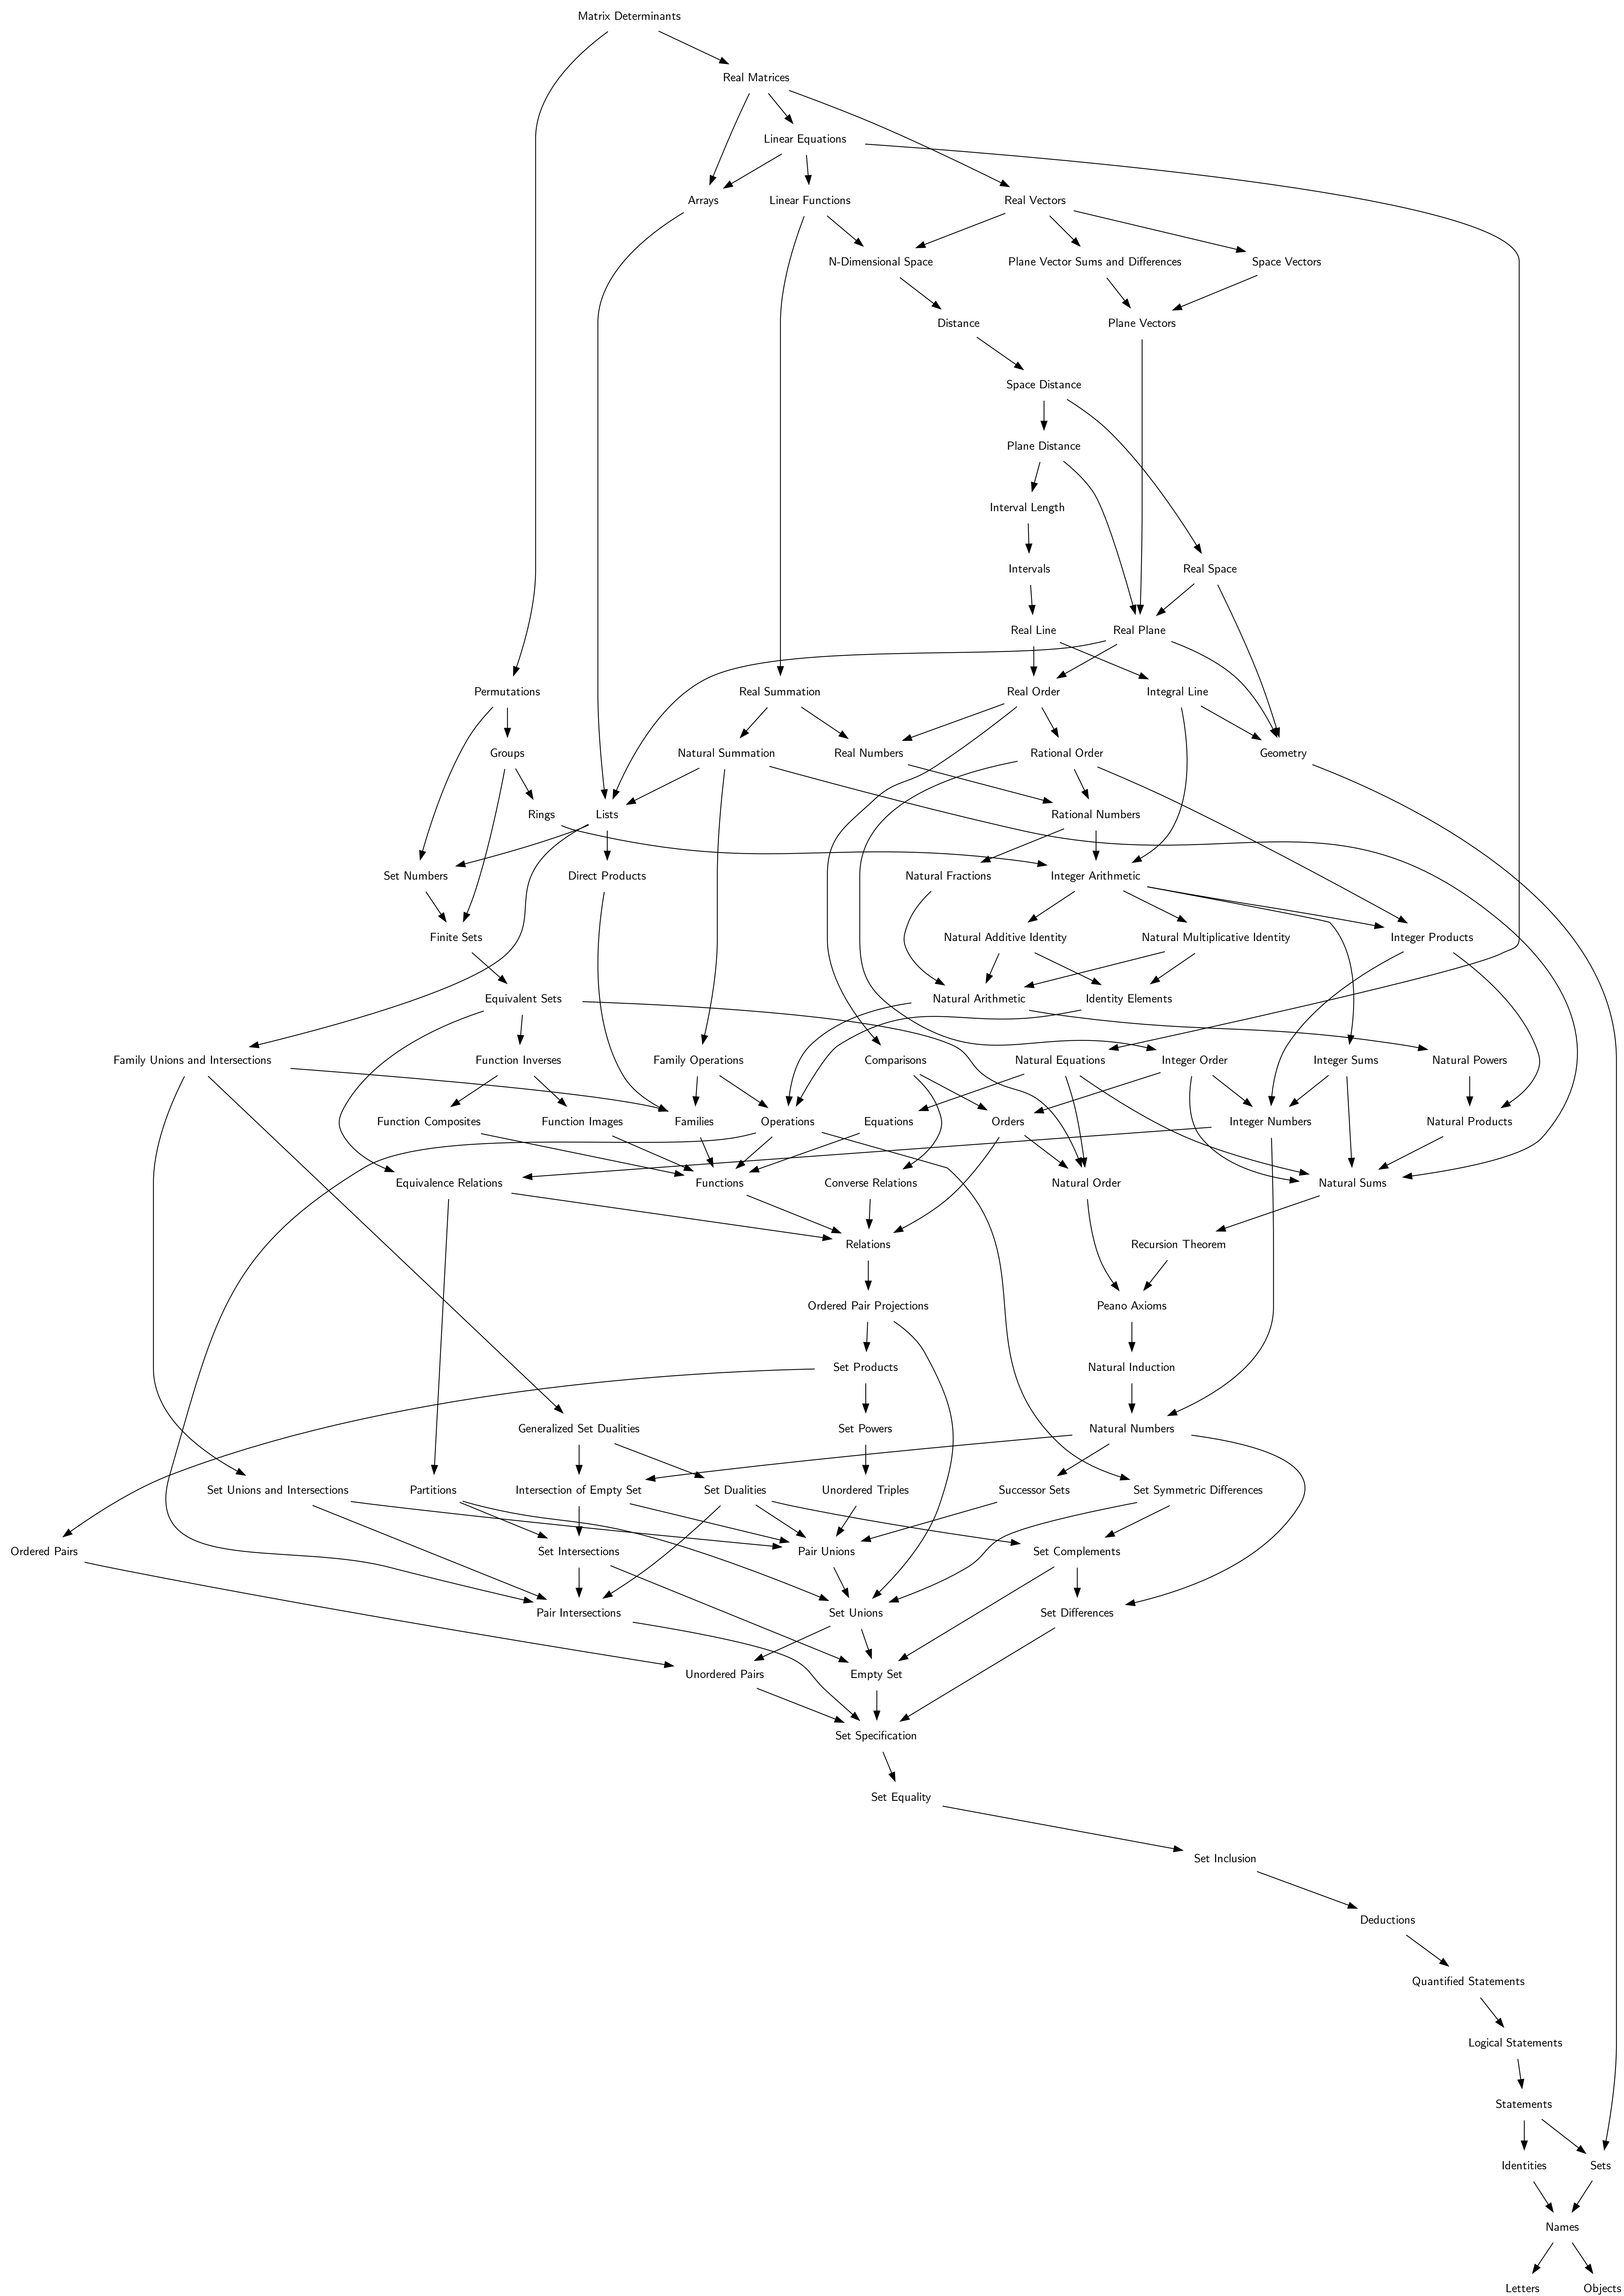 Matrix Determinants
Real Matrices
Linear Equations
Arrays
Linear Functions
Real Vectors
N-Dimensional Space
Plane Vector Sums and Differences
Space Vectors
Distance
Plane Vectors
Space Distance
Plane Distance
Interval Length
Intervals
Real Space
Real Line
Real Plane
Permutations
Real Summation
Real Order
Integral Line
Groups
Natural Summation
Real Numbers
Rational Order
Geometry
Rings
Lists
Rational Numbers
Set Numbers
Direct Products
Natural Fractions
Integer Arithmetic
Finite Sets
Natural Additive Identity
Natural Multiplicative Identity
Integer Products
Equivalent Sets
Natural Arithmetic
Identity Elements
Family Unions and Intersections
Function Inverses
Family Operations
Comparisons
Natural Equations
Integer Order
Integer Sums
Natural Powers
Function Composites
Function Images
Families
Operations
Equations
Orders
Integer Numbers
Natural Products
Equivalence Relations
Functions
Converse Relations
Natural Order
Natural Sums
Relations
Recursion Theorem
Ordered Pair Projections
Peano Axioms
Set Products
Natural Induction
Generalized Set Dualities
Set Powers
Natural Numbers
Set Unions and Intersections
Partitions
Intersection of Empty Set
Set Dualities
Unordered Triples
Successor Sets
Set Symmetric Differences
Ordered Pairs
Set Intersections
Pair Unions
Set Complements
Pair Intersections
Set Unions
Set Differences
Unordered Pairs
Empty Set
Set Specification
Set Equality
Set Inclusion
Deductions
Quantified Statements
Logical Statements
Statements
Identities
Sets
Names
Letters
Objects